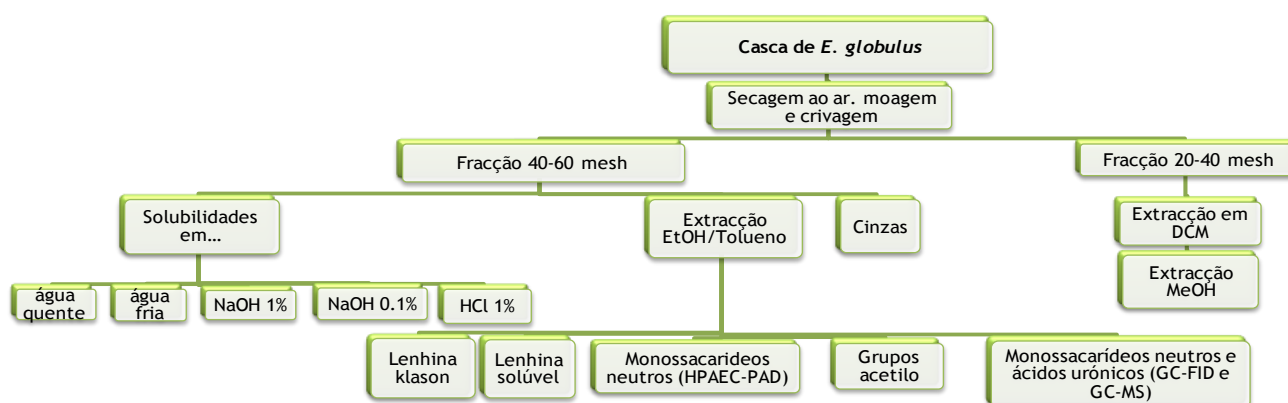 Casca de E. globulus
Secagem ao ar. moagem
e crivagem
Fracção 40-60 mesh
Fracção 20-40 mesh
Solubilidades
em...
Extracção
EtOH/Tolueno
Cinzas
Extracção em
DCM
Extracção
MeOH
água
quente
água
fria
NaOH 1%
NaOH 0.1%
HCl 1%
Lenhina
klason
Lenhina
solúvel
Monossacarideos
neutros (HPAEC-PAD)
Grupos
acetilo
Monossacarídeos neutros e
ácidos urónicos (GC-FID e
GC-MS)